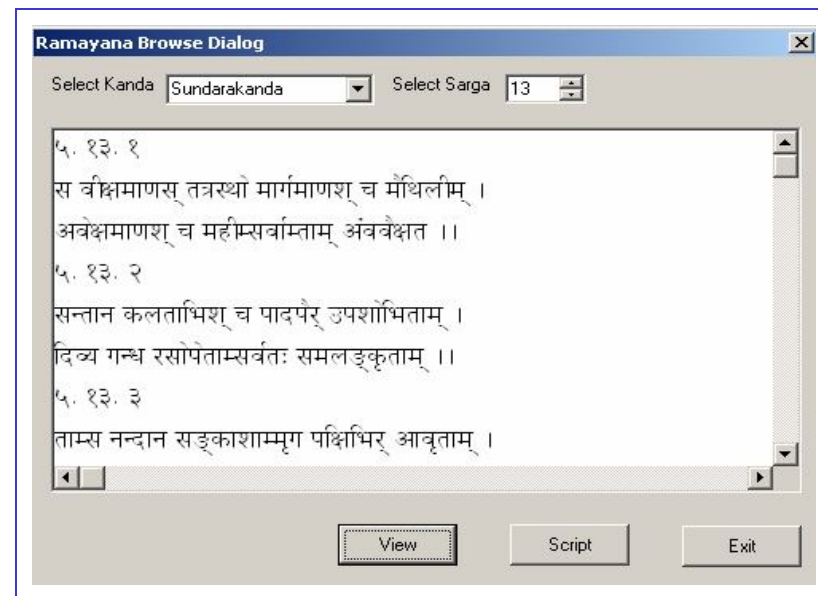 Ramayana Browse Dialog
Select Kanda Sundarakanda Select Sarga 13
५. १३. १
स वीक्षमाणस् तत्रस्थो मार्गमाणश् च मैथिलीम् ।
अवेक्षमाणश् च महीम्सर्वाम्ताम् अंववैक्षत ।।
५. १३. २
सन्तान कलताभिश् च पादपैर् उपशोभिताम् ।
दिव्य गन्ध रसोपेताम्सर्वतः समलङ्कृताम् ।।
५. १३. ३
ताम्स नन्दान सङ्काशाम्मृग पक्षिभिर् आवृताम् ।
View Script Exit